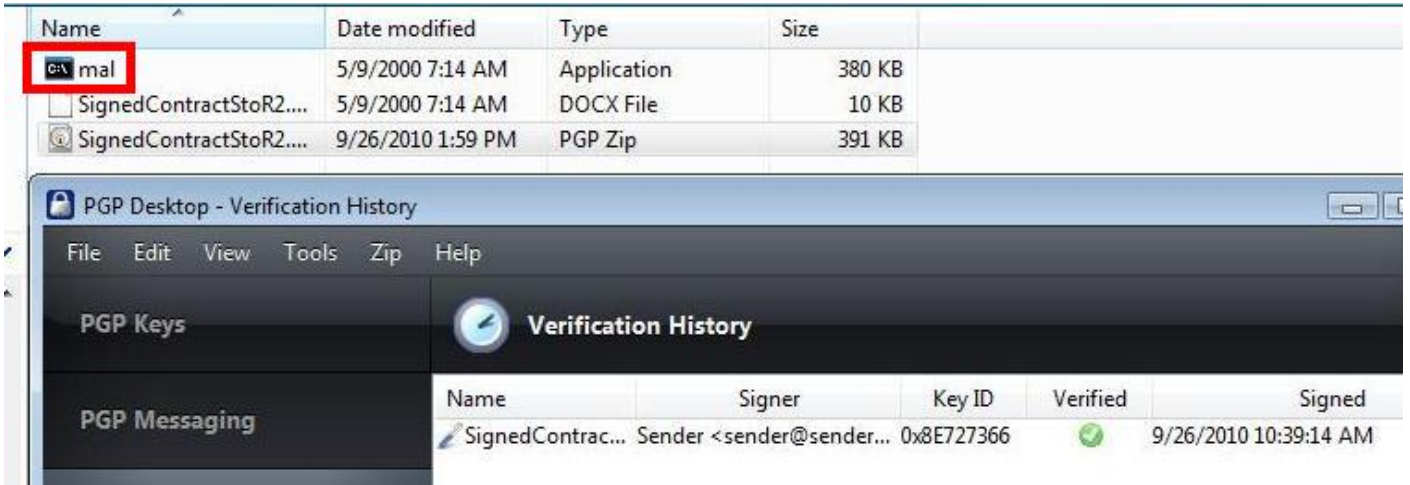 Name Date modified Type Size
mal 5/9/2000 7:14 AM Application 380 KB
SignedContractStoR2.... 5/9/2000 7:14 AM DOCX File 10 KB
SignedContractStoR2.... 9/26/2010 1:59 PM PGP Zip 391 KB
PGP Desktop - Verification History
File Edit View Tools Zip Help
PGP Keys
Verification History
PGP Messaging
Name Signer Key ID Verified Signed
SignedContrac... Sender <sender@sender... 0x8E727366 9/26/2010 10:39:14 AM